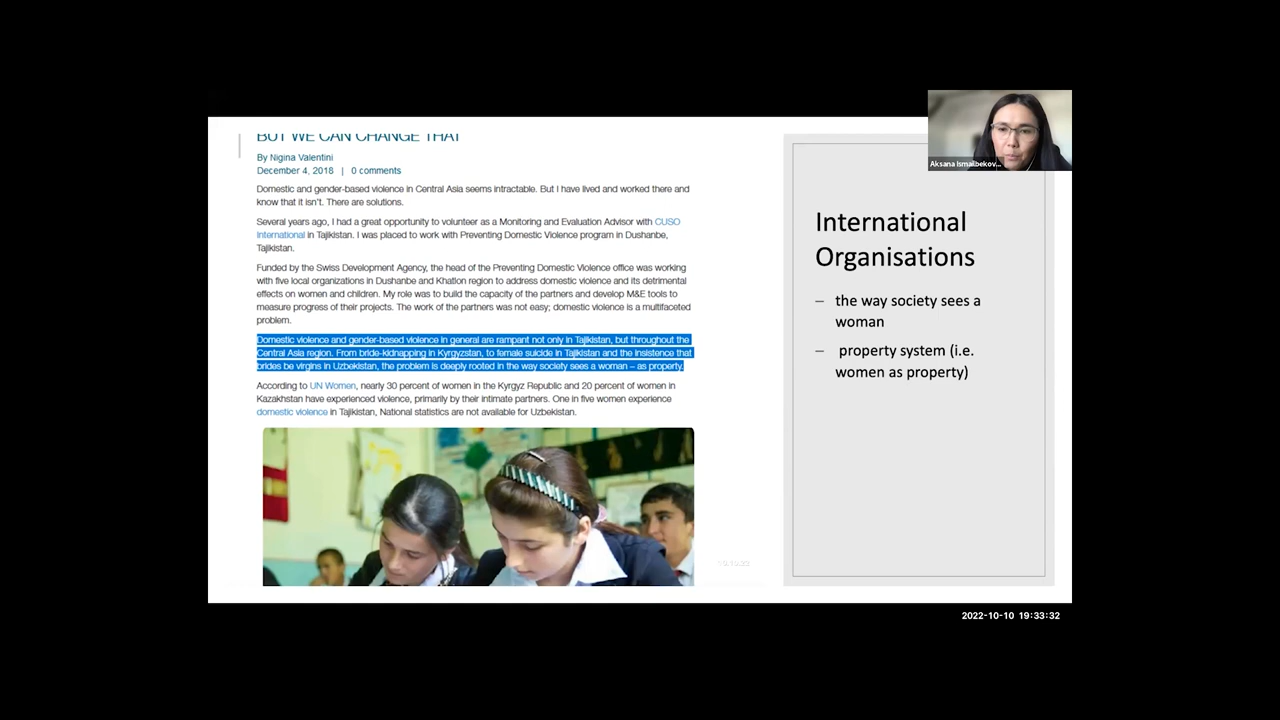 BUT WE CAN CHANGE THAT
By Nigina Valentini
December 4, 2018 | 0 comments
Domestic and gender-based violence in Central Asia seems intractable. But I have lived and worked there and
know that it isn't. There are solutions.
Several years ago, I had a great opportunity to volunteer as a Monitoring and Evaluation Advisor with CUSO
International in Tajikistan. I was placed to work with Preventing Domestic Violence program in Dushanbe,
Tajikistan.
Funded by the Swiss Development Agency, the head of the Preventing Domestic Violence office was working
with five local organizations in Dushanbe and Khatlon region to address domestic violence and its detrimental
effects on women and children. My role was to build the capacity of the partners and develop M&E tools to
measure progress of their projects. The work of the partners was not easy; domestic violence is a multifaceted
problem.
Domestic violence and gender-based violence in general are rampant not only in Tajikistan, but throughout the
Central Asia region. From bride-kidnapping in Kyrgyzstan, to female suicide in Tajikistan and the insistence that
brides be virgins in Uzbekistan, the problem is deeply rooted in the way society sees a woman – as property.
According to UN Women, nearly 30 percent of women in the Kyrgyz Republic and 20 percent of women in
Kazakhstan have experienced violence, primarily by their intimate partners. One in five women experience
domestic violence in Tajikistan, National statistics are not available for Uzbekistan.
Aksana Ismailbekov...
International
Organisations
– the way society sees a
woman
– property system (i.e.
women as property)
2022-10-10 19:33:32